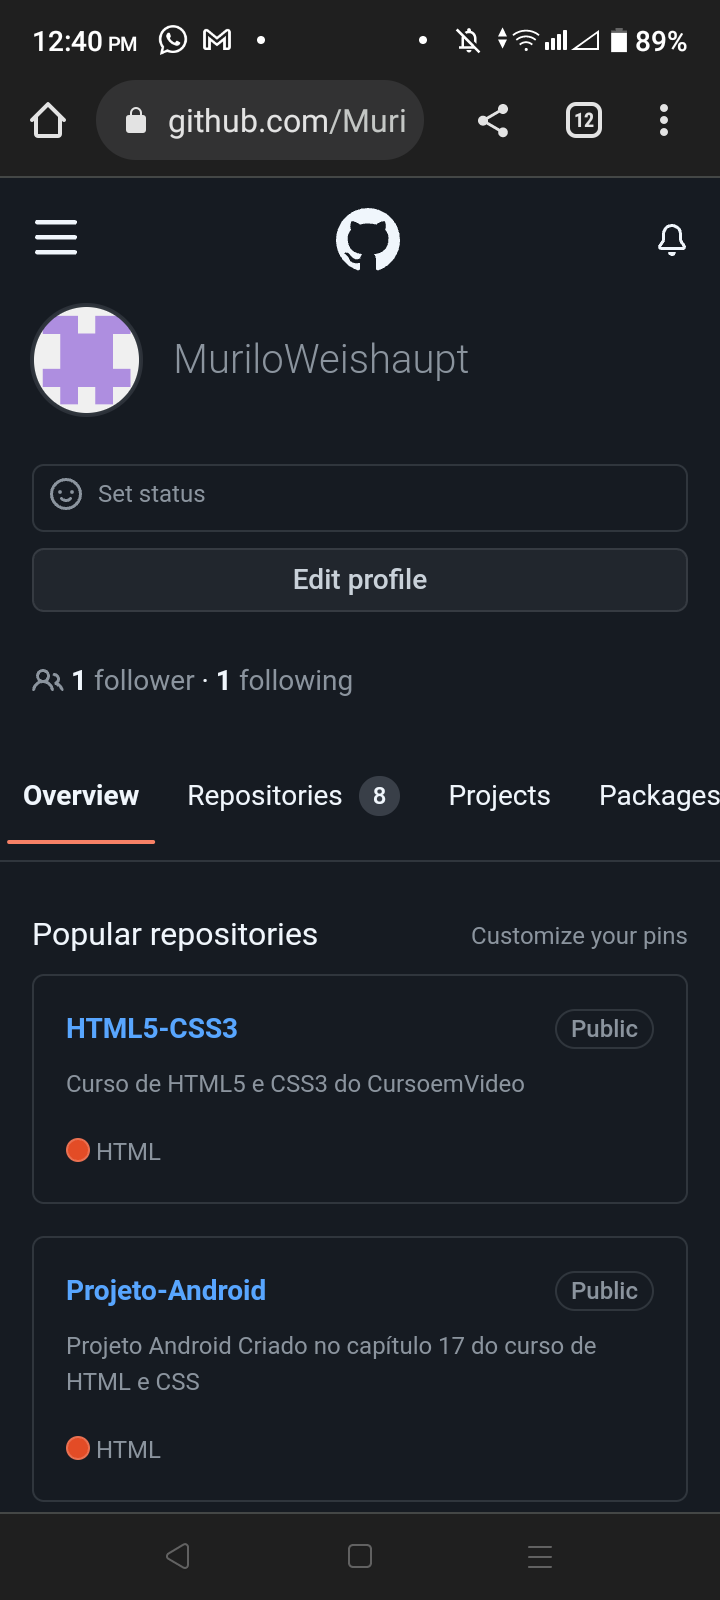 12:40 PM 89%
github.com/Muri 12
MuriloWeishaupt
Set status
Edit profile
1 follower · 1 following
Overview Repositories 8 Projects Packages
Popular repositories Customize your pins
HTML5-CSS3 Public
Curso de HTML5 e CSS3 do CursoemVideo
HTML
Projeto-Android Public
Projeto Android Criado no capítulo 17 do curso de
HTML e CSS
HTML